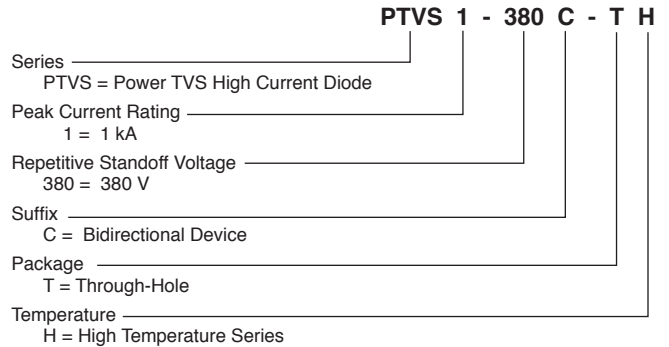 PTVS 1 - 380 C - T H
Series
PTVS = Power TVS High Current Diode
Peak Current Rating
1 = 1 kA
Repetitive Standoff Voltage
380 = 380 V
Suffix
C = Bidirectional Device
Package
T = Through-Hole
Temperature
H = High Temperature Series